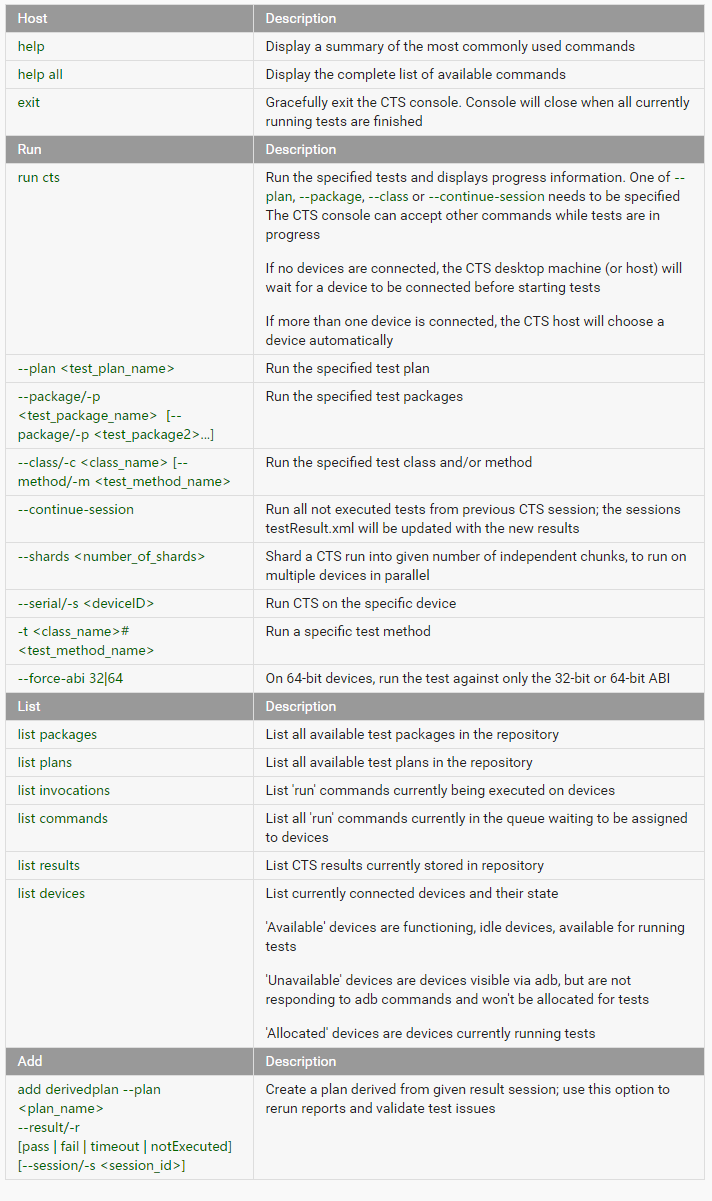 Host Description
help Display a summary of the most commonly used commands
help all Display the complete list of available commands
exit Gracefully exit the CTS console. Console will close when all currently
running tests are finished
Run Description
run cts Run the specified tests and displays progress information. One of --
plan, --package, --class or --continue-session needs to be specified
The CTS console can accept other commands while tests are in
progress
If no devices are connected, the CTS desktop machine (or host) will
wait for a device to be connected before starting tests
If more than one device is connected, the CTS host will choose a
device automatically
--plan <test_plan_name> Run the specified test plan
--package/-p Run the specified test packages
<test_package_name> [--
package/-p <test_package2>...]
--class/-c <class_name> [-- Run the specified test class and/or method
method/-m <test_method_name>
--continue-session Run all not executed tests from previous CTS session; the sessions
testResult.xml will be updated with the new results
--shards <number_of_shards> Shard a CTS run into given number of independent chunks, to run on
multiple devices in parallel
--serial/-s <deviceID> Run CTS on the specific device
-t <class_name># Run a specific test method
<test_method_name>
--force-abi 32|64 On 64-bit devices, run the test against only the 32-bit or 64-bit ABI
List Description
list packages List all available test packages in the repository
list plans List all available test plans in the repository
list invocations List 'run' commands currently being executed on devices
list commands List all 'run' commands currently in the queue waiting to be assigned
to devices
list results List CTS results currently stored in repository
list devices List currently connected devices and their state
'Available' devices are functioning, idle devices, available for running
tests
'Unavailable' devices are devices visible via adb, but are not
responding to adb commands and won't be allocated for tests
'Allocated' devices are devices currently running tests
Add Description
add derivedplan --plan Create a plan derived from given result session; use this option to
<plan_name> rerun reports and validate test issues
--result/-r
[pass | fail | timeout | notExecuted]
[--session/-s <session_id>]